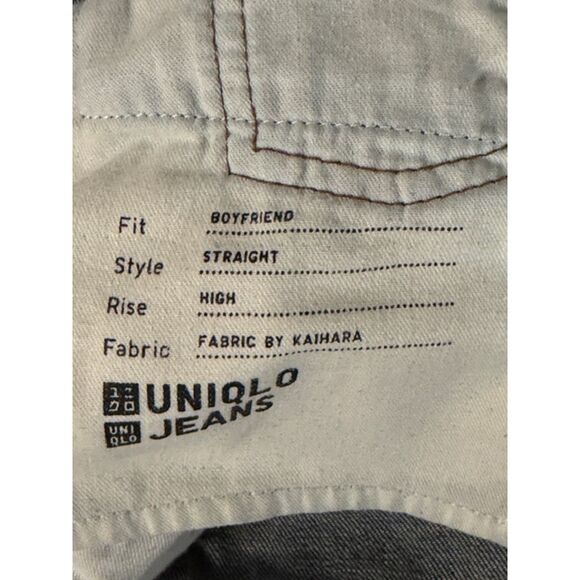 Fit BOYFRIEND
Style STRAIGHT
Rise HIGH
Fabric FABRIC BY KAIHARA
ユニクロ UNIQLO
UNIQLO JEANS